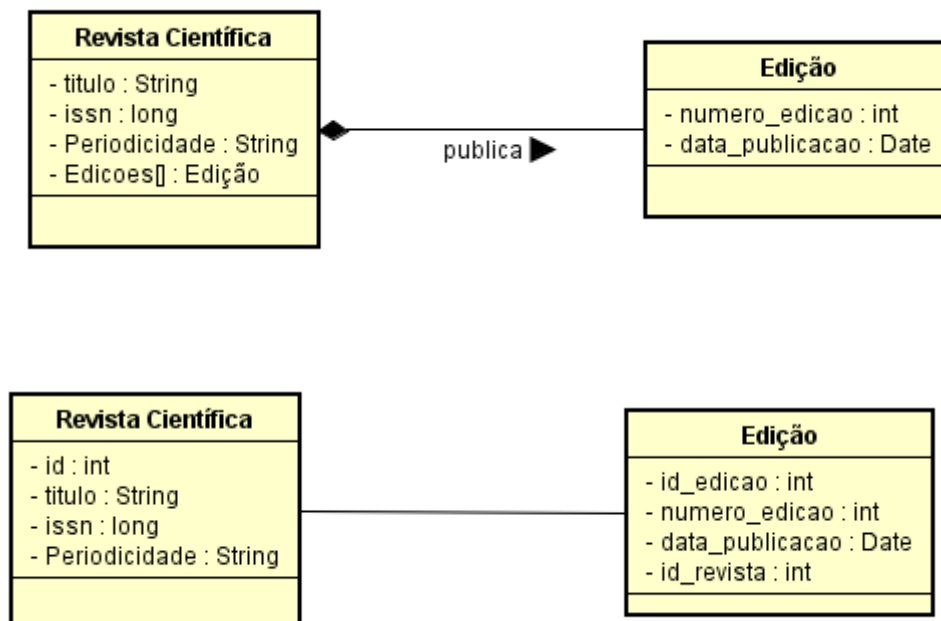 Revista Científica
- titulo : String
- issn : long
- Periodicidade : String
- Edicoes[] : Edição
publica
Edição
- numero_edicao : int
- data_publicacao : Date
Revista Científica
- id : int
- titulo : String
- issn : long
- Periodicidade : String
Edição
- id_edicao : int
- numero_edicao : int
- data_publicacao : Date
- id_revista : int